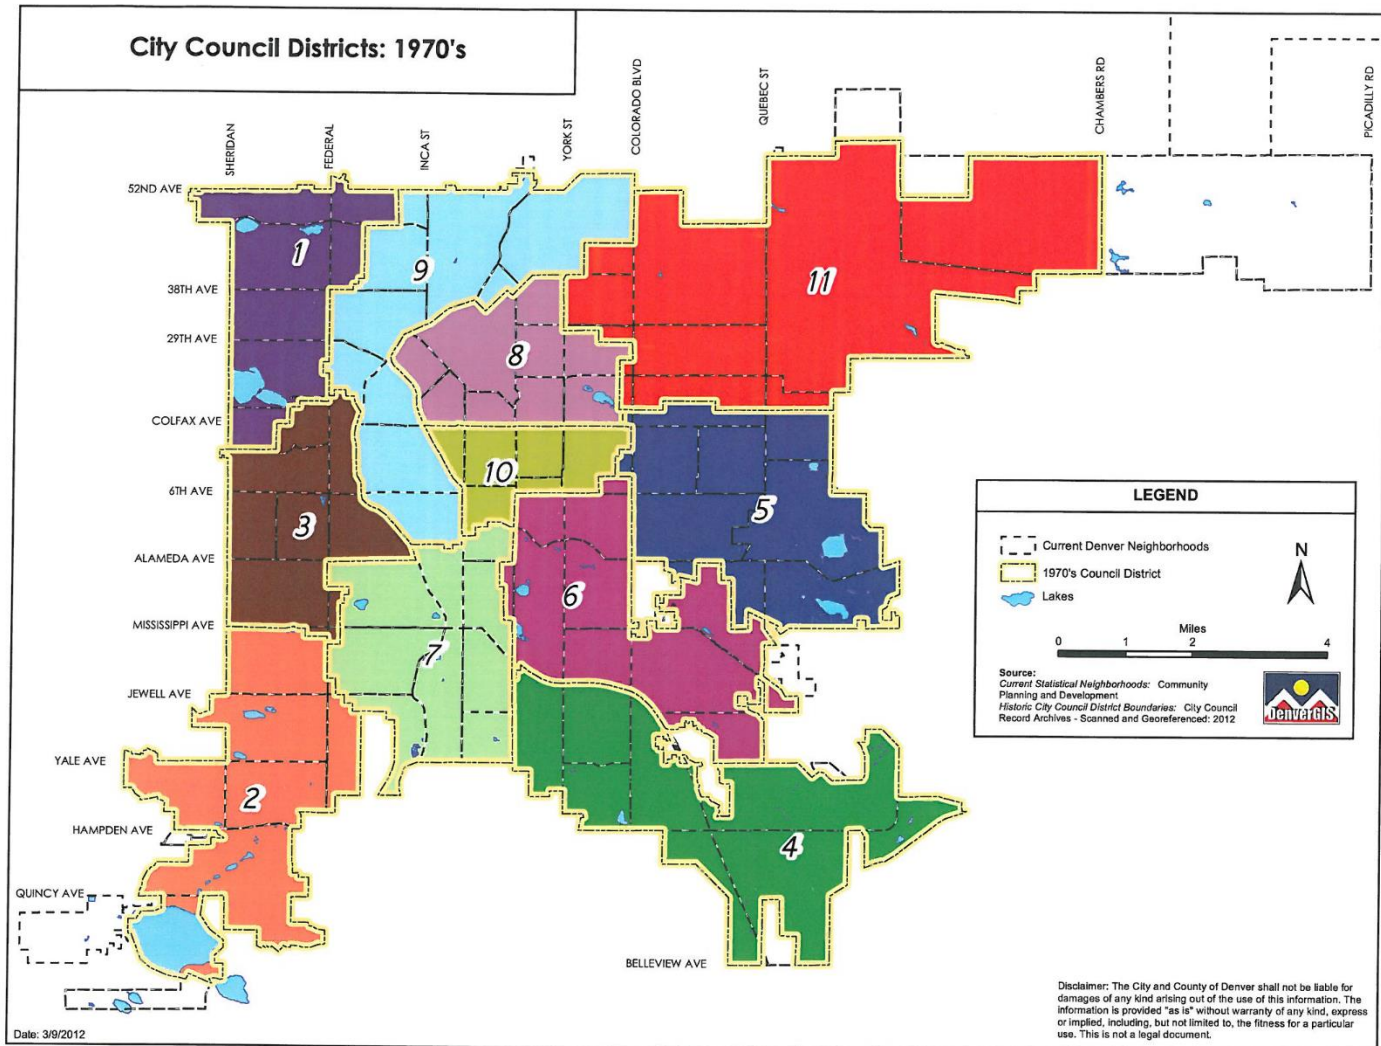 City Council Districts: 1970's
SHERIDAN
FEDERAL
INCA ST
YORK ST
COLORADO BLVD
QUEBEC ST
CHAMBERS RD
PICADILLY RD
52ND AVE
38TH AVE
29TH AVE
COLFAX AVE
6TH AVE
ALAMEDA AVE
MISSISSIPPI AVE
JEWELL AVE
YALE AVE
HAMPDEN AVE
QUINCY AVE
BELLEVIEW AVE
1
9
11
8
10
3
5
6
7
2
4
LEGEND
Current Denver Neighborhoods
1970's Council District
Lakes
N
Miles
0 1 2 4
Source:
Current Statistical Neighborhoods: Community
Planning and Development
Historic City Council District Boundaries: City Council
Record Archives - Scanned and Georeferenced: 2012
DenverGIS
Disclaimer: The City and County of Denver shall not be liable for
damages of any kind arising out of the use of this information. The
information is provided "as is" without warranty of any kind, express
or implied, including, but not limited to, the fitness for a particular
use. This is not a legal document.
Date: 3/9/2012